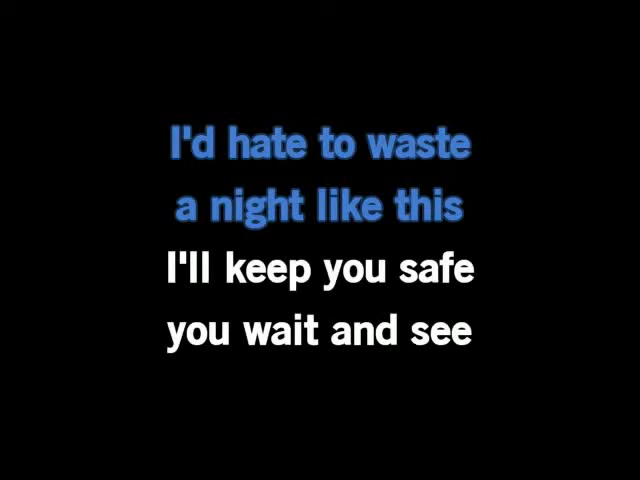 I'd hate to waste
a night like this
I'll keep you safe
you wait and see